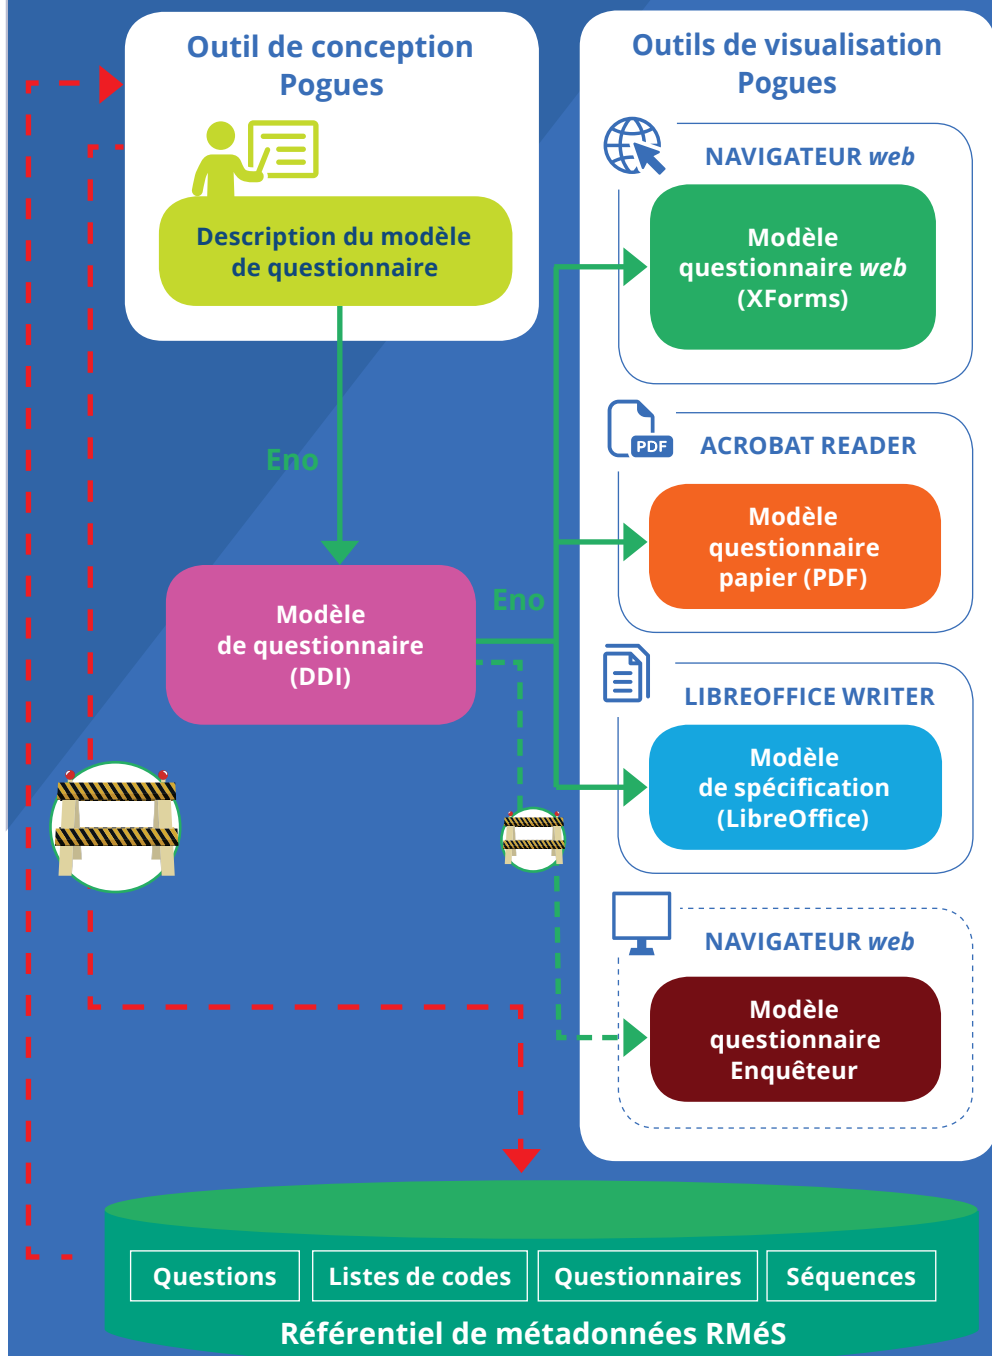 Outil de conception
Pogues
Description du modèle
de questionnaire
Eno
Modèle
de questionnaire
(DDI)
Eno
Outils de visualisation
Pogues
NAVIGATEUR web
Modèle
questionnaire web
(XForms)
PDF
ACROBAT READER
Modèle
questionnaire
papier (PDF)
LIBREOFFICE WRITER
Modèle
de spécification
(LibreOffice)
NAVIGATEUR web
Modèle
questionnaire
Enquêteur
Questions
Listes de codes
Questionnaires
Séquences
Référentiel de métadonnées RMéS